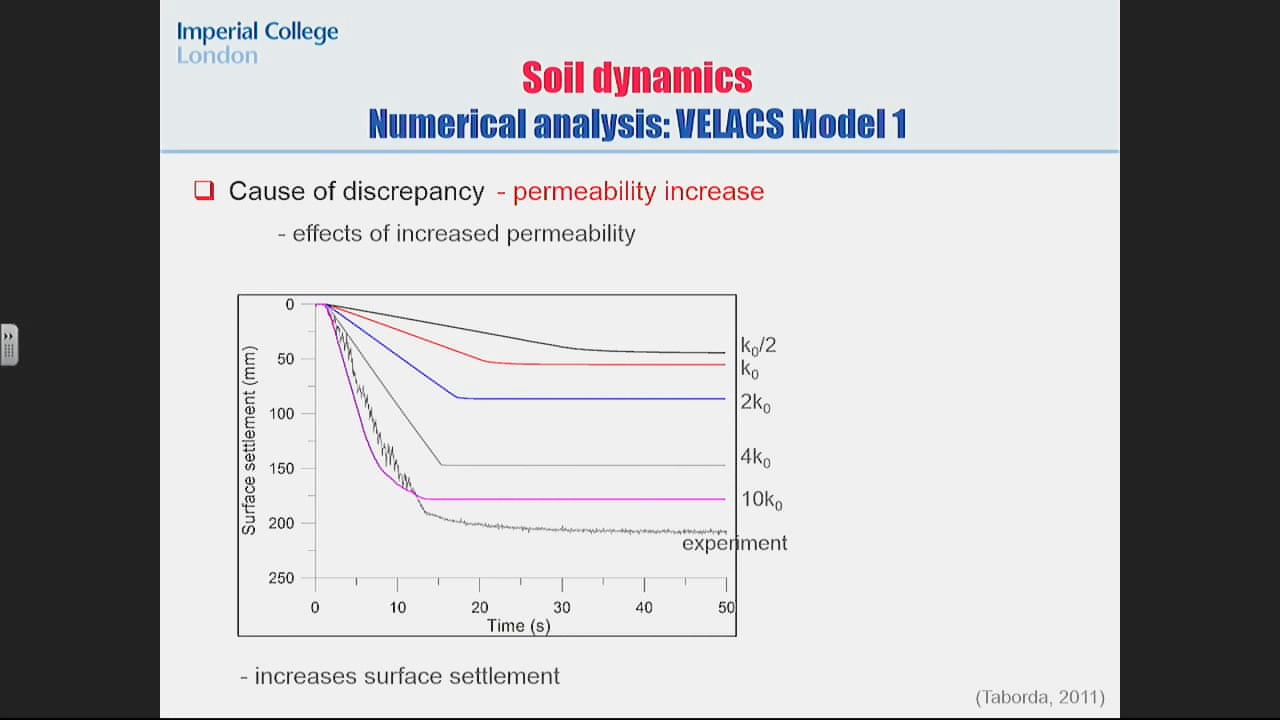 Imperial College
London
Soil dynamics
Numerical analysis: VELACS Model 1
Cause of discrepancy - permeability increase
- effects of increased permeability
0
50
100
150
200
250
Surface settlement (mm)
0 10 20 30 40 50
Time (s)
k₀/2
k₀
2k₀
4k₀
10k₀
experiment
- increases surface settlement
(Taborda, 2011)